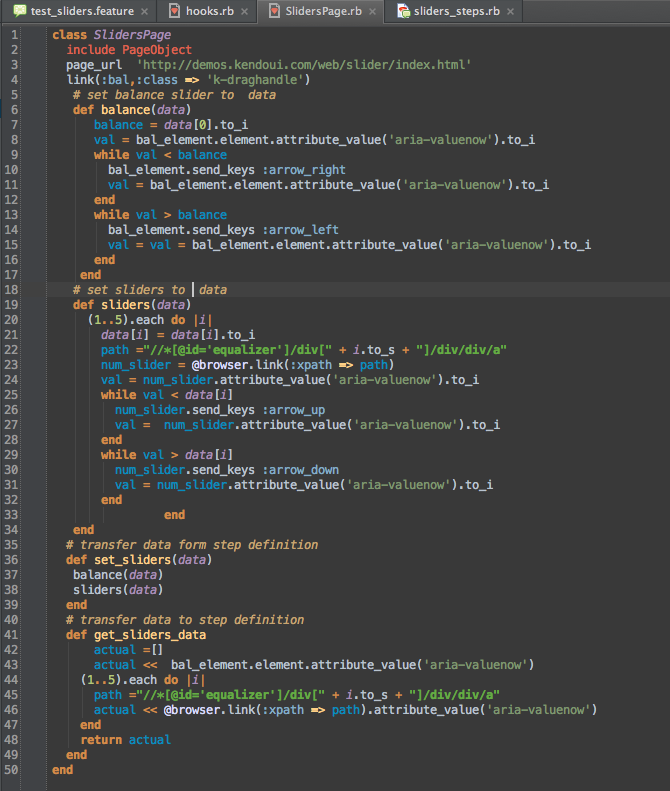 test_sliders.feature × hooks.rb × SlidersPage.rb × sliders_steps.rb ×
1 class SlidersPage
2   include PageObject
3   page_url  'http://demos.kendoui.com/web/slider/index.html'
4   link(:bal,:class => 'k-draghandle')
5    # set balance slider to  data
6    def balance(data)
7       balance = data[0].to_i
8       val = bal_element.element.attribute_value('aria-valuenow').to_i
9       while val < balance
10         bal_element.send_keys :arrow_right
11         val = bal_element.element.attribute_value('aria-valuenow').to_i
12       end
13       while val > balance
14         bal_element.send_keys :arrow_left
15         val = val = bal_element.element.attribute_value('aria-valuenow').to_i
16       end
17     end
18    # set sliders to  data
19    def sliders(data)
20      (1..5).each do |i|
21        data[i] = data[i].to_i
22        path ="//*[@id='equalizer']/div[" + i.to_s + "]/div/div/a"
23        num_slider = @browser.link(:xpath => path)
24        val = num_slider.attribute_value('aria-valuenow').to_i
25        while val < data[i]
26          num_slider.send_keys :arrow_up
27          val =  num_slider.attribute_value('aria-valuenow').to_i
28        end
29        while val > data[i]
30          num_slider.send_keys :arrow_down
31          val = num_slider.attribute_value('aria-valuenow').to_i
32        end
33                 end
34    end
35   # transfer data form step definition
36   def set_sliders(data)
37    balance(data)
38    sliders(data)
39   end
40   # transfer data to step definition
41   def get_sliders_data
42       actual =[]
43       actual <<  bal_element.element.attribute_value('aria-valuenow')
44     (1..5).each do |i|
45       path ="//*[@id='equalizer']/div[" + i.to_s + "]/div/div/a"
46       actual << @browser.link(:xpath => path).attribute_value('aria-valuenow')
47     end
48     return actual
49   end
50 end